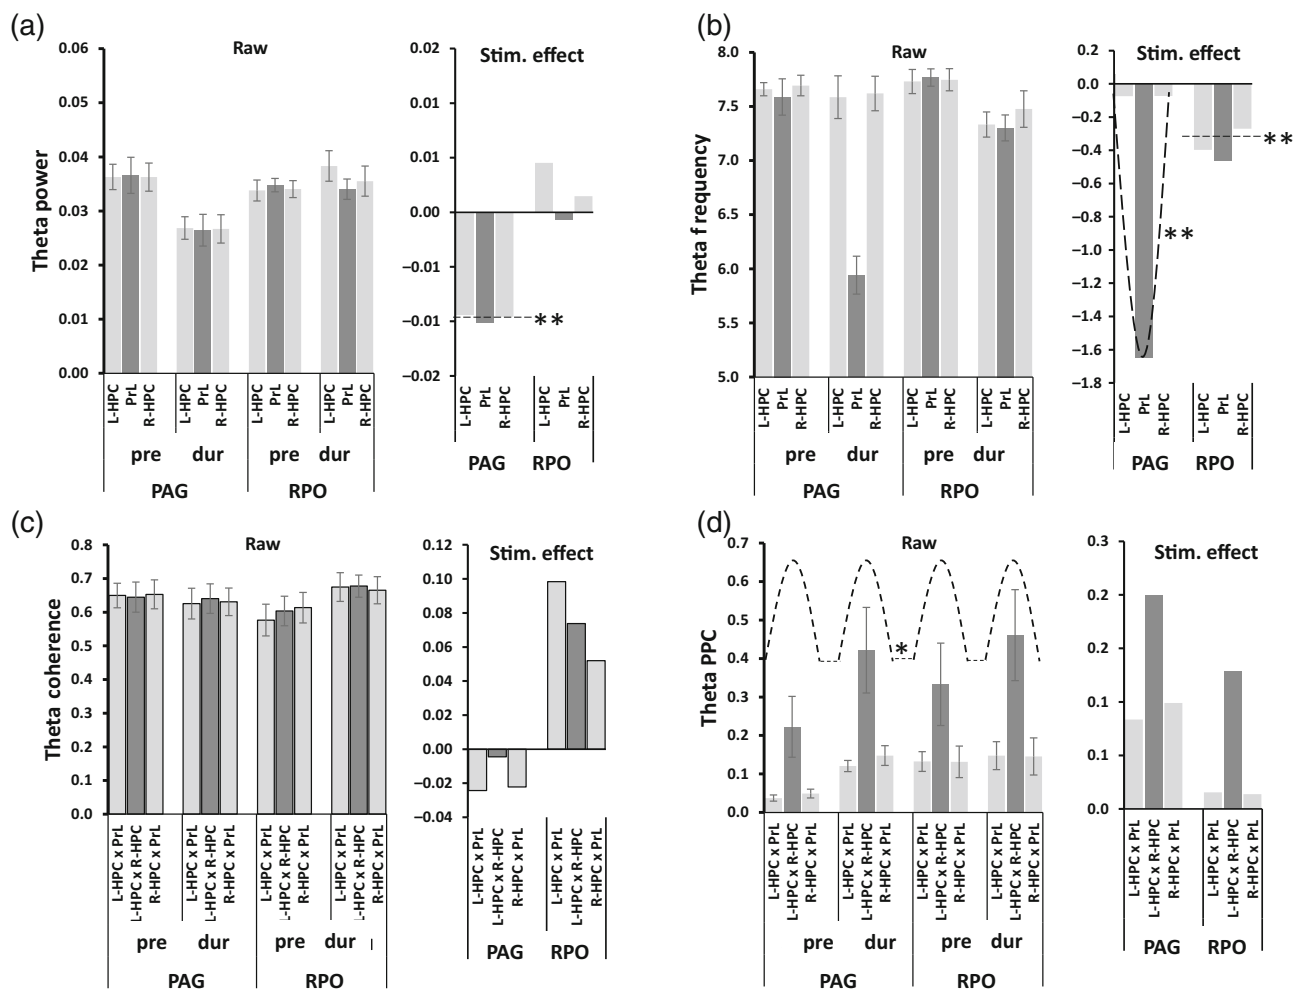 (a)
Raw
Theta power
0.06
0.05
0.04
0.03
0.02
0.01
0.00
L-HPC PrL R-HPC L-HPC PrL R-HPC L-HPC PrL R-HPC L-HPC PrL R-HPC
pre dur pre dur
PAG RPO
Stim. effect
0.02
0.01
0.01
0.00
−0.01
−0.01
−0.02
**
L-HPC PrL R-HPC L-HPC PrL R-HPC
PAG RPO
(b)
Raw
Theta f requency
8.0
7.5
7.0
6.5
6.0
5.5
5.0
L-HPC PrL R-HPC L-HPC PrL R-HPC L-HPC PrL R-HPC L-HPC PrL R-HPC
pre dur pre dur
PAG RPO
Stim. effect
0.2
0.0
−0.2
−0.4
−0.6
−0.8
−1.0
−1.2
−1.4
−1.6
−1.8
**
**
L-HPC PrL R-HPC L-HPC PrL R-HPC
PAG RPO
(c)
Raw
Theta coherence
0.8
0.7
0.6
0.5
0.4
0.3
0.2
0.1
0.0
L-HPC x PrL L-HPC x R-HPC R-HPC x PrL L-HPC x PrL L-HPC x R-HPC R-HPC x PrL L-HPC x PrL L-HPC x R-HPC R-HPC x PrL L-HPC x PrL L-HPC x R-HPC R-HPC x PrL
pre dur pre dur
PAG RPO
Stim. effect
0.12
0.10
0.08
0.06
0.04
0.02
0.00
−0.02
−0.04
L-HPC x PrL L-HPC x R-HPC R-HPC x PrL L-HPC x PrL L-HPC x R-HPC R-HPC x PrL
PAG RPO
(d)
Raw
Theta PPC
0.7
0.6
0.5
0.4
0.3
0.2
0.1
0.0
*
L-HPC x PrL L-HPC x R-HPC R-HPC x PrL L-HPC x PrL L-HPC x R-HPC R-HPC x PrL L-HPC x PrL L-HPC x R-HPC R-HPC x PrL L-HPC x PrL L-HPC x R-HPC R-HPC x PrL
pre dur pre dur
PAG RPO
Stim. effect
0.3
0.2
0.2
0.1
0.1
0.0
L-HPC x PrL L-HPC x R-HPC R-HPC x PrL L-HPC x PrL L-HPC x R-HPC R-HPC x PrL
PAG RPO